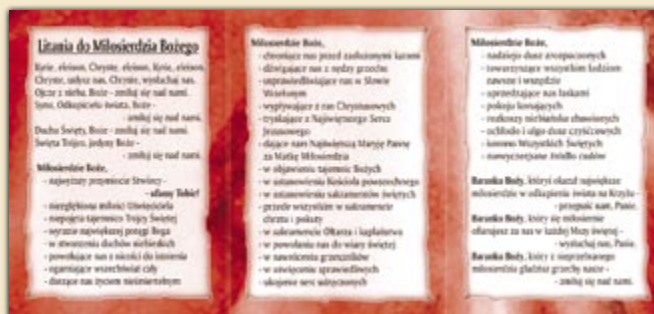 Litania do Miłosierdzia Bożego
Kyrie, eleison, Chryste, eleison, Kyrie, eleison.
Chryste, usłysz nas, Chryste, wysłuchaj nas.
Ojcze z nieba, Boże - zmiłuj się nad nami.
Synu, Odkupicielu świata, Boże -
- zmiłuj się nad nami.
Duchu Święty, Boże - zmiłuj się nad nami.
Święta Trójco, jedyny Boże -
- zmiłuj się nad nami.
Miłosierdzie Boże,
- największy przymiocie Stwórcy -
- ufamy Tobie!
- niezgłębiona miłości Uświęciciela
- niepojęta tajemnico Trójcy Świętej
- wyrazie największej potęgi Boga
- w stworzeniu duchów niebieskich
- powołujące nas z nicości do istnienia
- ogarniające wszechświat cały
- darzące nas życiem nieśmiertelnym
Miłosierdzie Boże,
- chroniące nas przed zasłużonymi karami
- dźwigające nas z nędzy grzechu
- usprawiedliwiające nas w Słowie
Wcielonym
- wypływające z ran Chrystusowych
- tryskające z Najświętszego Serca
Jezusowego
- dające nam Najświętszą Maryję Pannę
za Matkę Miłosierdzia
- w objawieniu tajemnic Bożych
- w ustanowieniu Kościoła powszechnego
- w ustanowieniu sakramentów świętych
- przede wszystkim w sakramencie
chrztu i pokuty
- w sakramencie Ołtarza i kapłaństwa
- w powołaniu nas do wiary świętej
- w nawróceniu grzeszników
- w uświęceniu sprawiedliwych
- ukojenie serc udręczonych
Miłosierdzie Boże,
- nadziejo dusz zrozpaczonych
- towarzyszące wszystkim ludziom
zawsze i wszędzie
- uprzedzające nas łaskami
- pokoju konających
- rozkoszy niebiańska zbawionych
- ochłodo i ulgo dusz czyśćcowych
- korono Wszystkich Świętych
- niewyczerpane źródło cudów
Baranku Boży, któryś okazał największe
miłosierdzie w odkupieniu świata na Krzyżu -
- przepuść nam, Panie.
Baranku Boży, który się miłosiernie
ofiarujesz za nas w każdej Mszy świętej -
- wysłuchaj nas, Panie.
Baranku Boży, który z nieprzebranego
miłosierdzia gładzisz grzechy nasze -
- zmiłuj się nad nami.